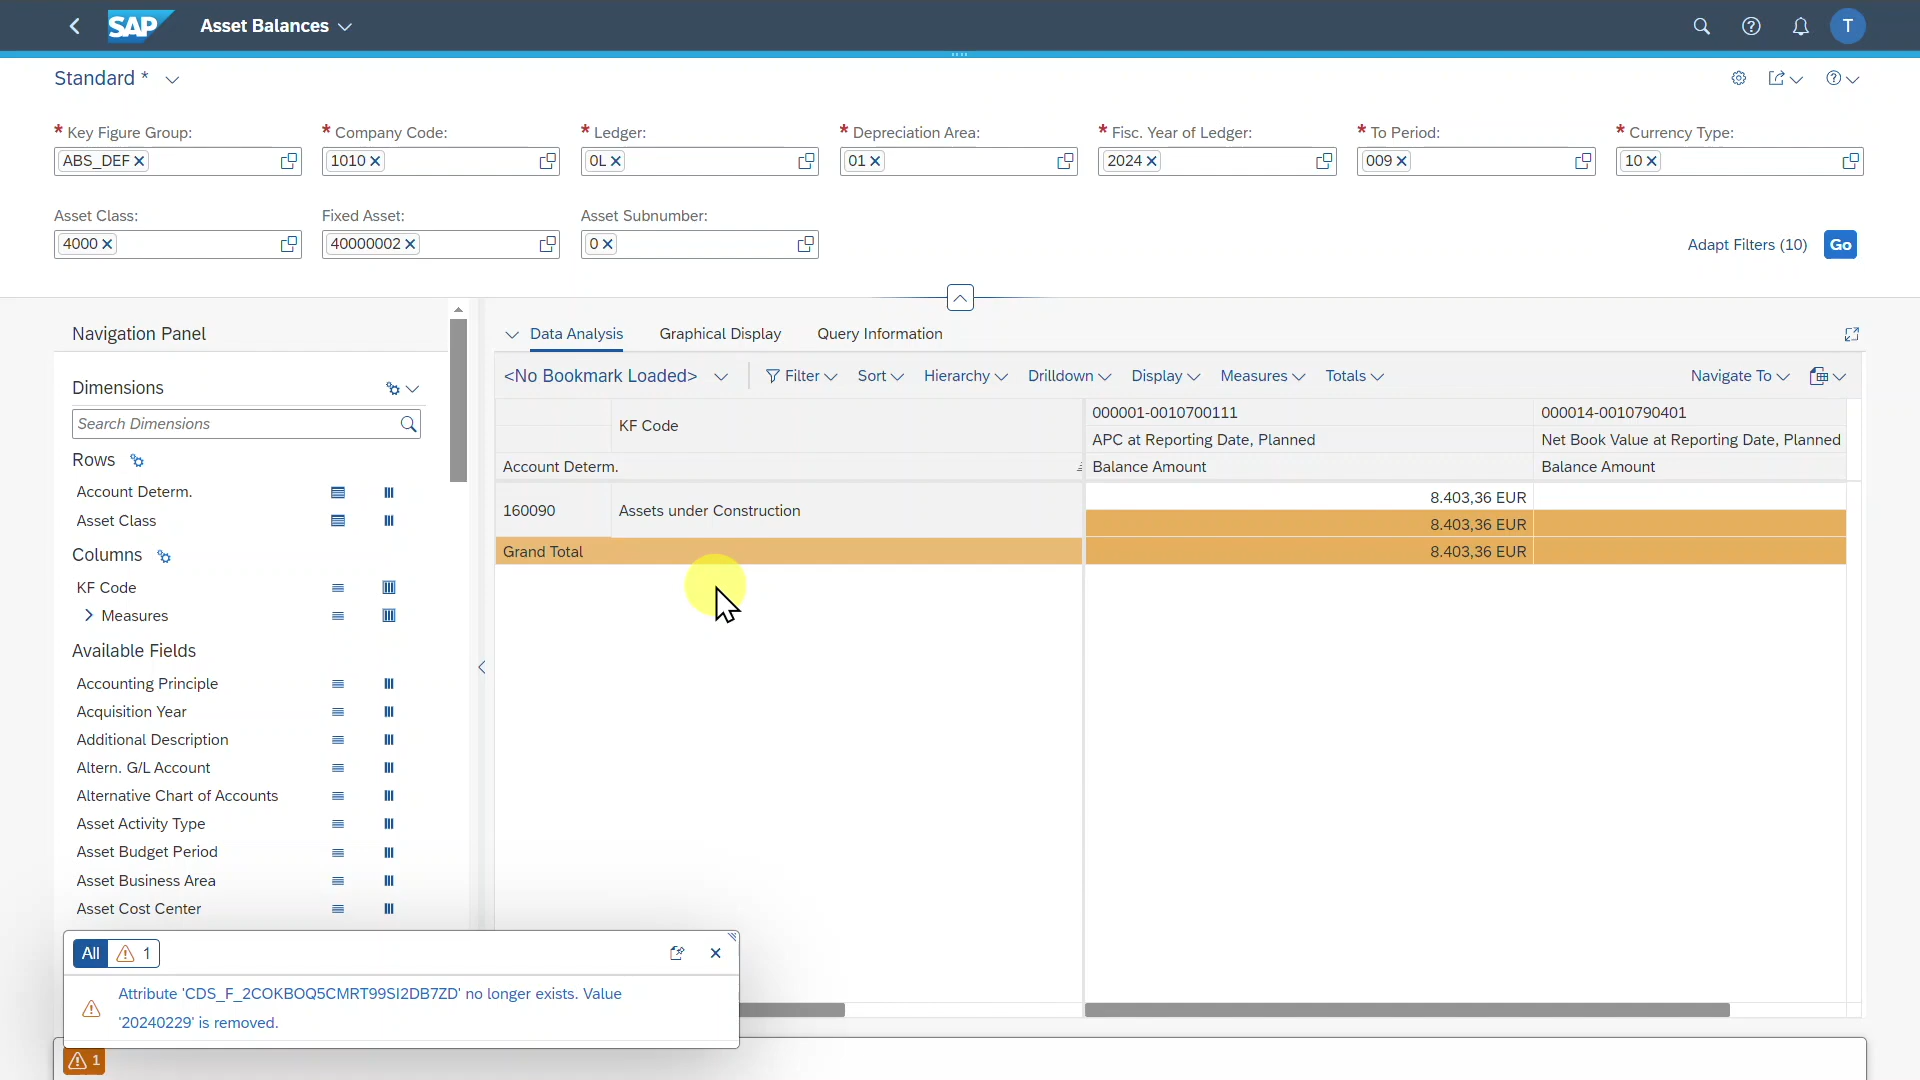 SAP Asset Balances T
Standard *
* Key Figure Group: * Company Code: * Ledger: * Depreciation Area: * Fisc. Year of Ledger: * To Period: * Currency Type:
ABS_DEF 1010 0L 01 2024 009 10
Asset Class: Fixed Asset: Asset Subnumber:
4000 40000002 0 Adapt Filters (10) Go
Navigation Panel
Dimensions
Search Dimensions
Rows
Account Determ.
Asset Class
Columns
KF Code
Measures
Available Fields
Accounting Principle
Acquisition Year
Additional Description
Altern. G/L Account
Alternative Chart of Accounts
Asset Activity Type
Asset Budget Period
Asset Business Area
Asset Cost Center
Data Analysis Graphical Display Query Information
<No Bookmark Loaded> Filter Sort Hierarchy Drilldown Display Measures Totals Navigate To
KF Code 000001-0010700111 000014-0010790401
APC at Reporting Date, Planned Net Book Value at Reporting Date, Planned
Account Determ. Balance Amount Balance Amount
160090 Assets under Construction 8.403,36 EUR
8.403,36 EUR
Grand Total 8.403,36 EUR
All 1
Attribute 'CDS_F_2COKBOQ5CMRT99SI2DB7ZD' no longer exists. Value
'20240229' is removed.
1